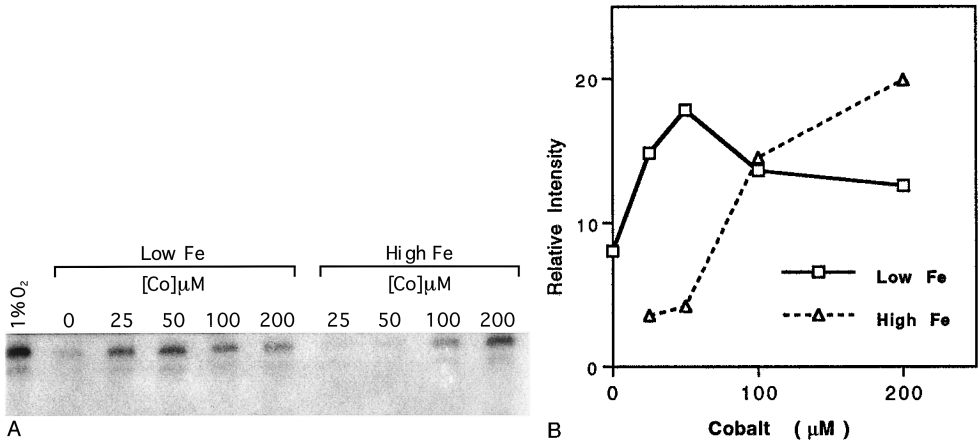 Low Fe High Fe
[Co]μM [Co]μM
1% O₂ 0 25 50 100 200 25 50 100 200
A
20
10
0
Relative Intensity
Low Fe
High Fe
0 100 200
Cobalt (μM)
B